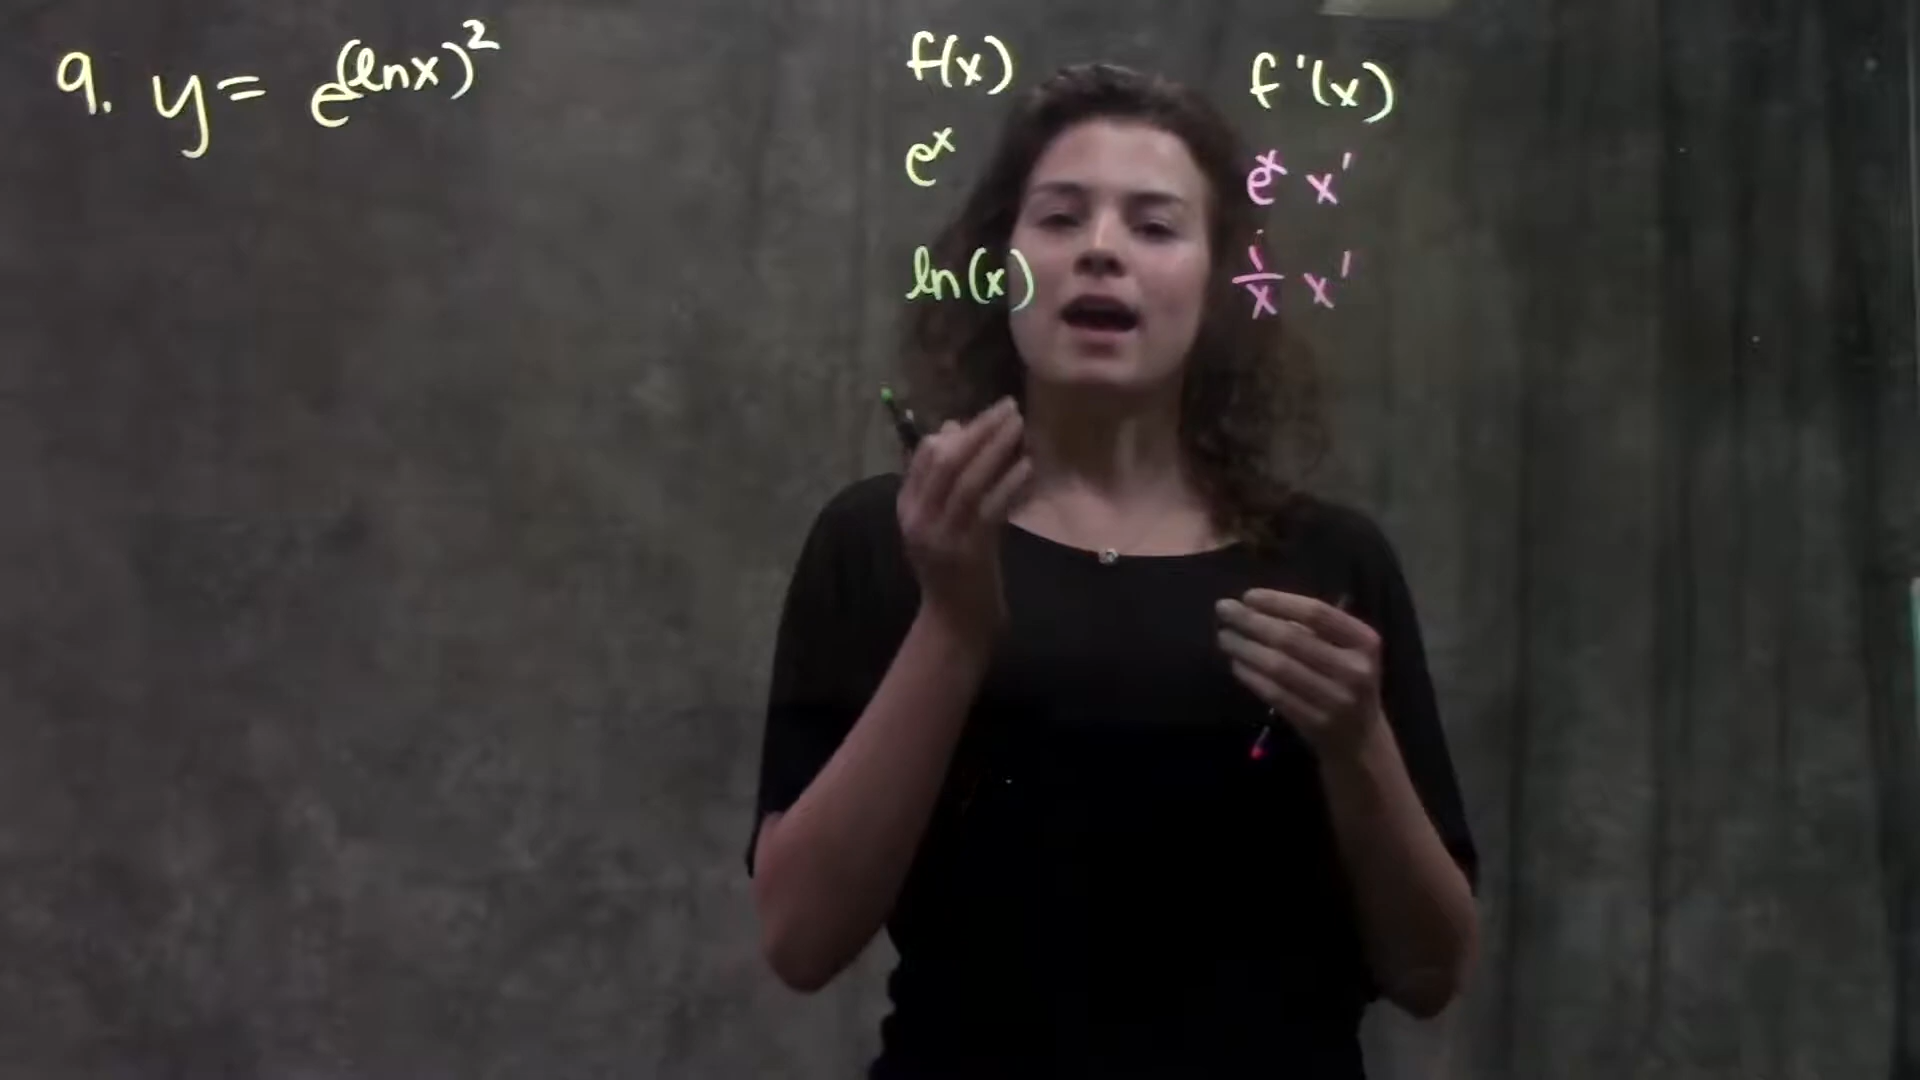 9. y = e^(lnx)^2
f(x) f'(x)
e^x e^x x'
ln(x) 1/x x'